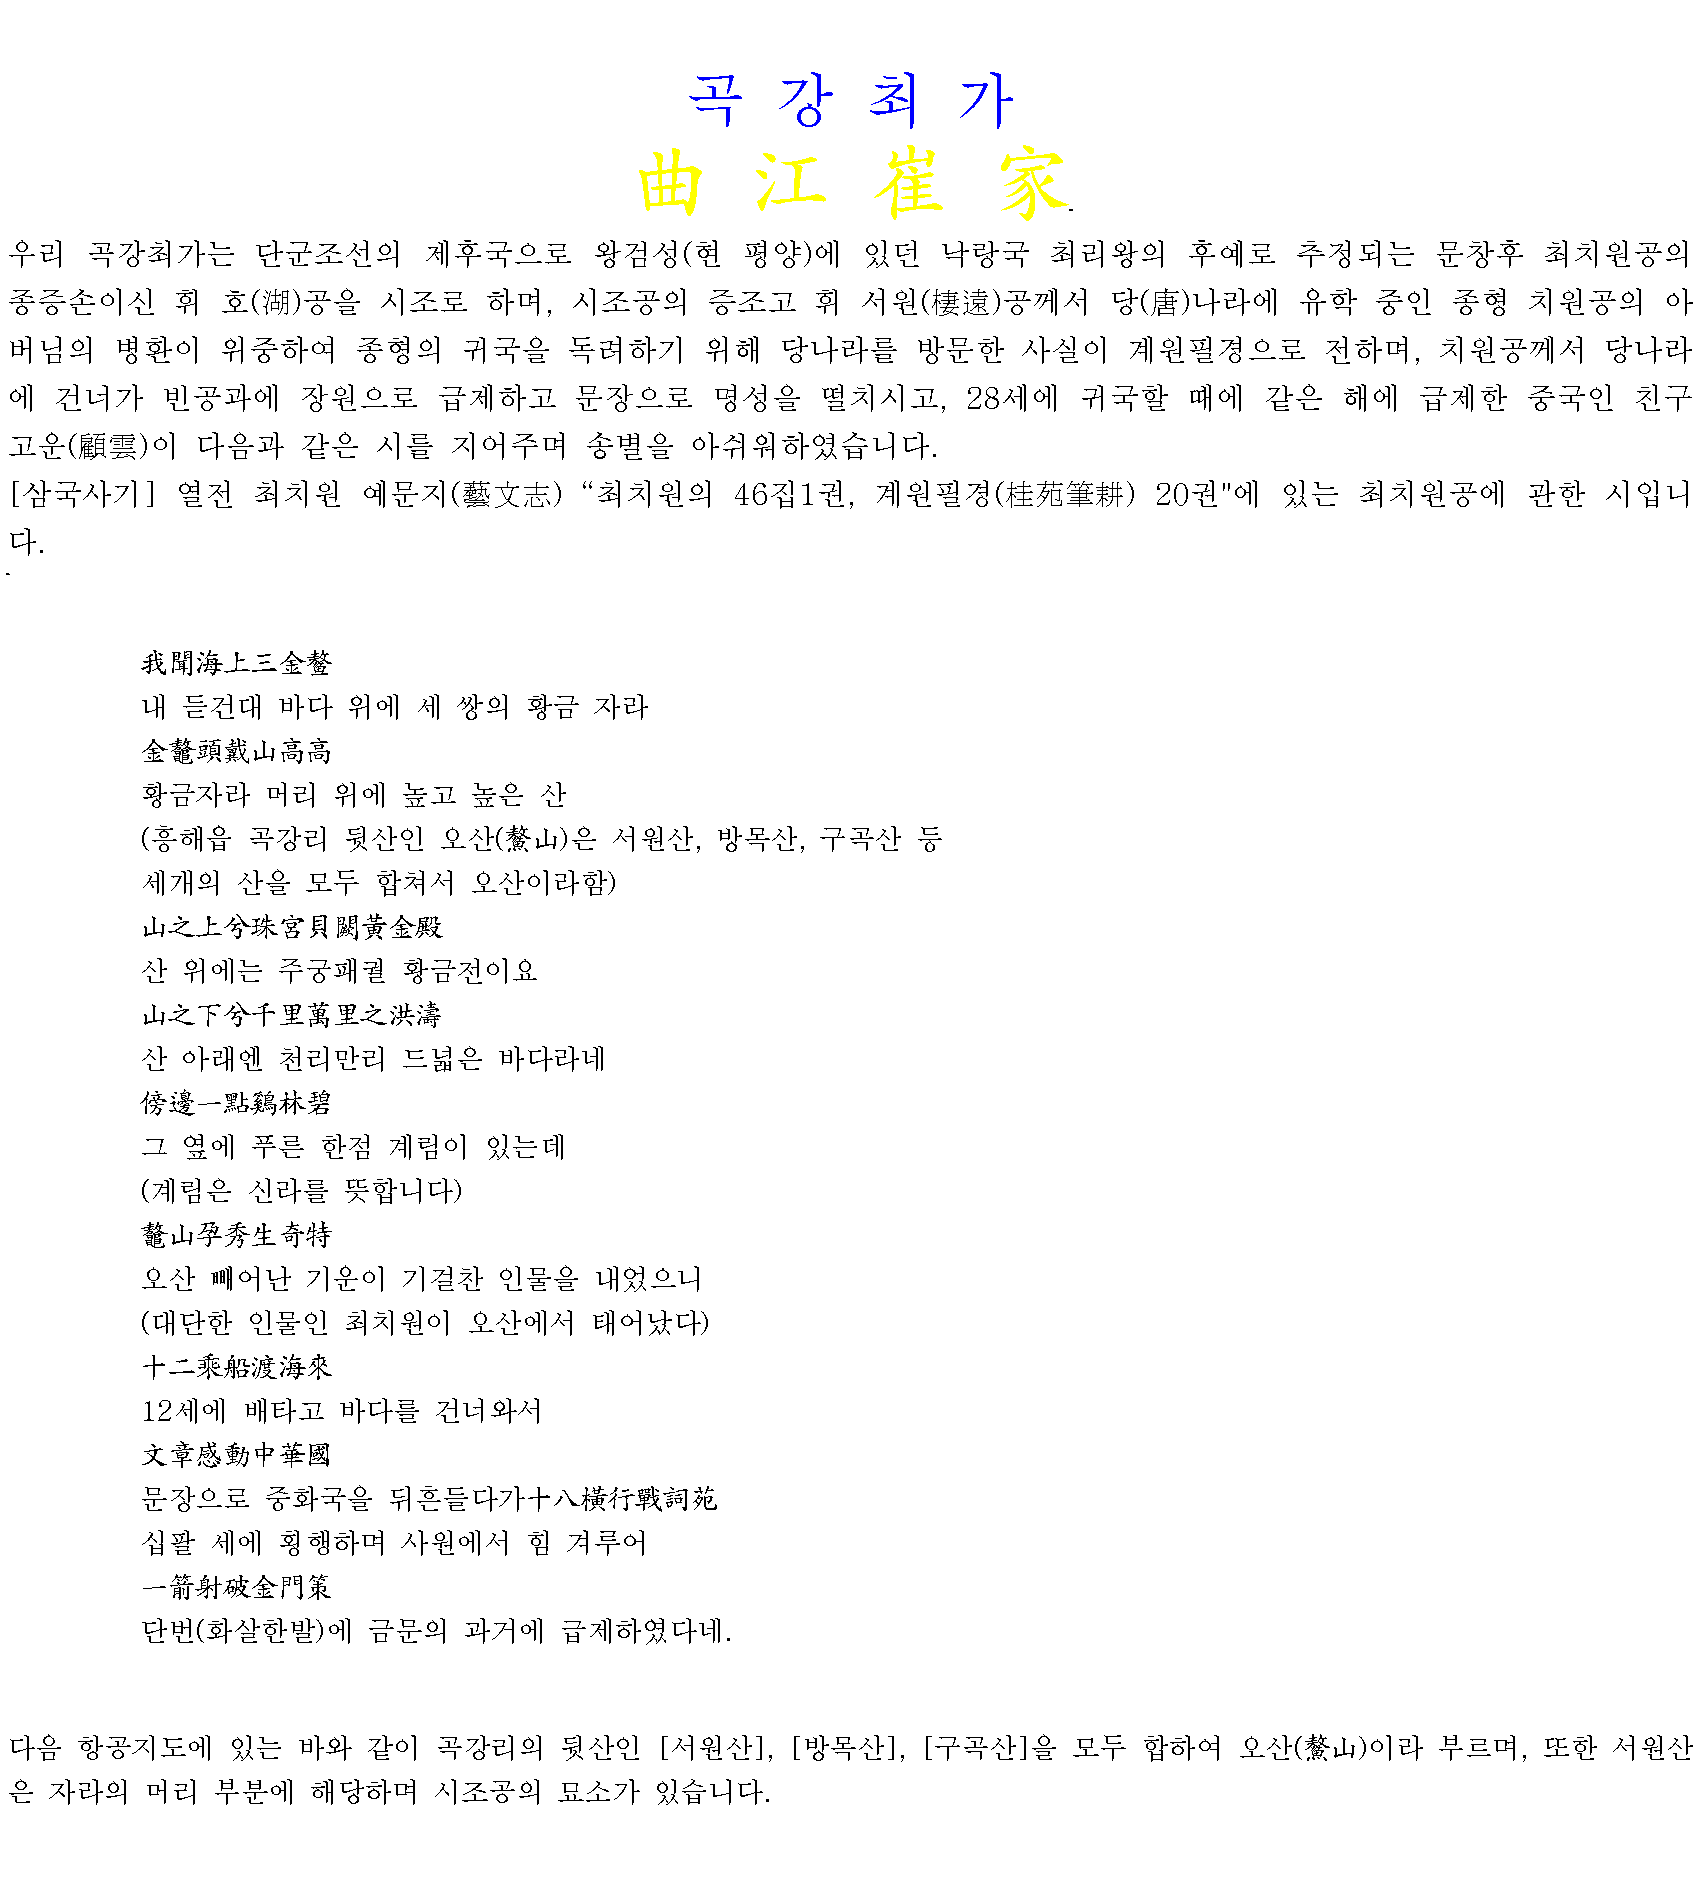 곡 강 최 가
曲 江 崔 家
우리 곡강최가는 단군조선의 제후국으로 왕검성(현 평양)에 있던 낙랑국 최리왕의 후예로 추정되는 문창후 최치원공의
종증손이신 휘 호(湖)공을 시조로 하며, 시조공의 증조고 휘 서원(棲遠)공께서 당(唐)나라에 유학 중인 종형 치원공의 아
버님의 병환이 위중하여 종형의 귀국을 독려하기 위해 당나라를 방문한 사실이 계원필경으로 전하며, 치원공께서 당나라
에 건너가 빈공과에 장원으로 급제하고 문장으로 명성을 떨치시고, 28세에 귀국할 때에 같은 해에 급제한 중국인 친구
고운(顧雲)이 다음과 같은 시를 지어주며 송별을 아쉬워하였습니다.
[삼국사기] 열전 최치원 예문지(藝文志) “최치원의 46집1권, 계원필경(桂苑筆耕) 20권"에 있는 최치원공에 관한 시입니
다.
我聞海上三金鳌
내 듣건대 바다 위에 세 쌍의 황금 자라
金鼇頭戴山高高
황금자라 머리 위에 높고 높은 산
(흥해읍 곡강리 뒷산인 오산(鰲山)은 서원산, 방목산, 구곡산 등
세개의 산을 모두 합쳐서 오산이라함)
山之上兮珠宮貝闕黃金殿
산 위에는 주궁패궐 황금전이요
山之下兮千里萬里之洪濤
산 아래엔 천리만리 드넓은 바다라네
傍邊一點鷄林碧
그 옆에 푸른 한점 계림이 있는데
(계림은 신라를 뜻합니다)
鼇山孕秀生奇特
오산 빼어난 기운이 기걸찬 인물을 내었으니
(대단한 인물인 최치원이 오산에서 태어났다)
十二乘船渡海來
12세에 배타고 바다를 건너와서
文章感動中華國
문장으로 중화국을 뒤흔들다가十八橫行戰詞苑
십팔 세에 횡행하며 사원에서 힘 겨루어
一箭射破金門策
단번(화살한발)에 금문의 과거에 급제하였다네.
다음 항공지도에 있는 바와 같이 곡강리의 뒷산인 [서원산], [방목산], [구곡산]을 모두 합하여 오산(鰲山)이라 부르며, 또한 서원산
은 자라의 머리 부분에 해당하며 시조공의 묘소가 있습니다.